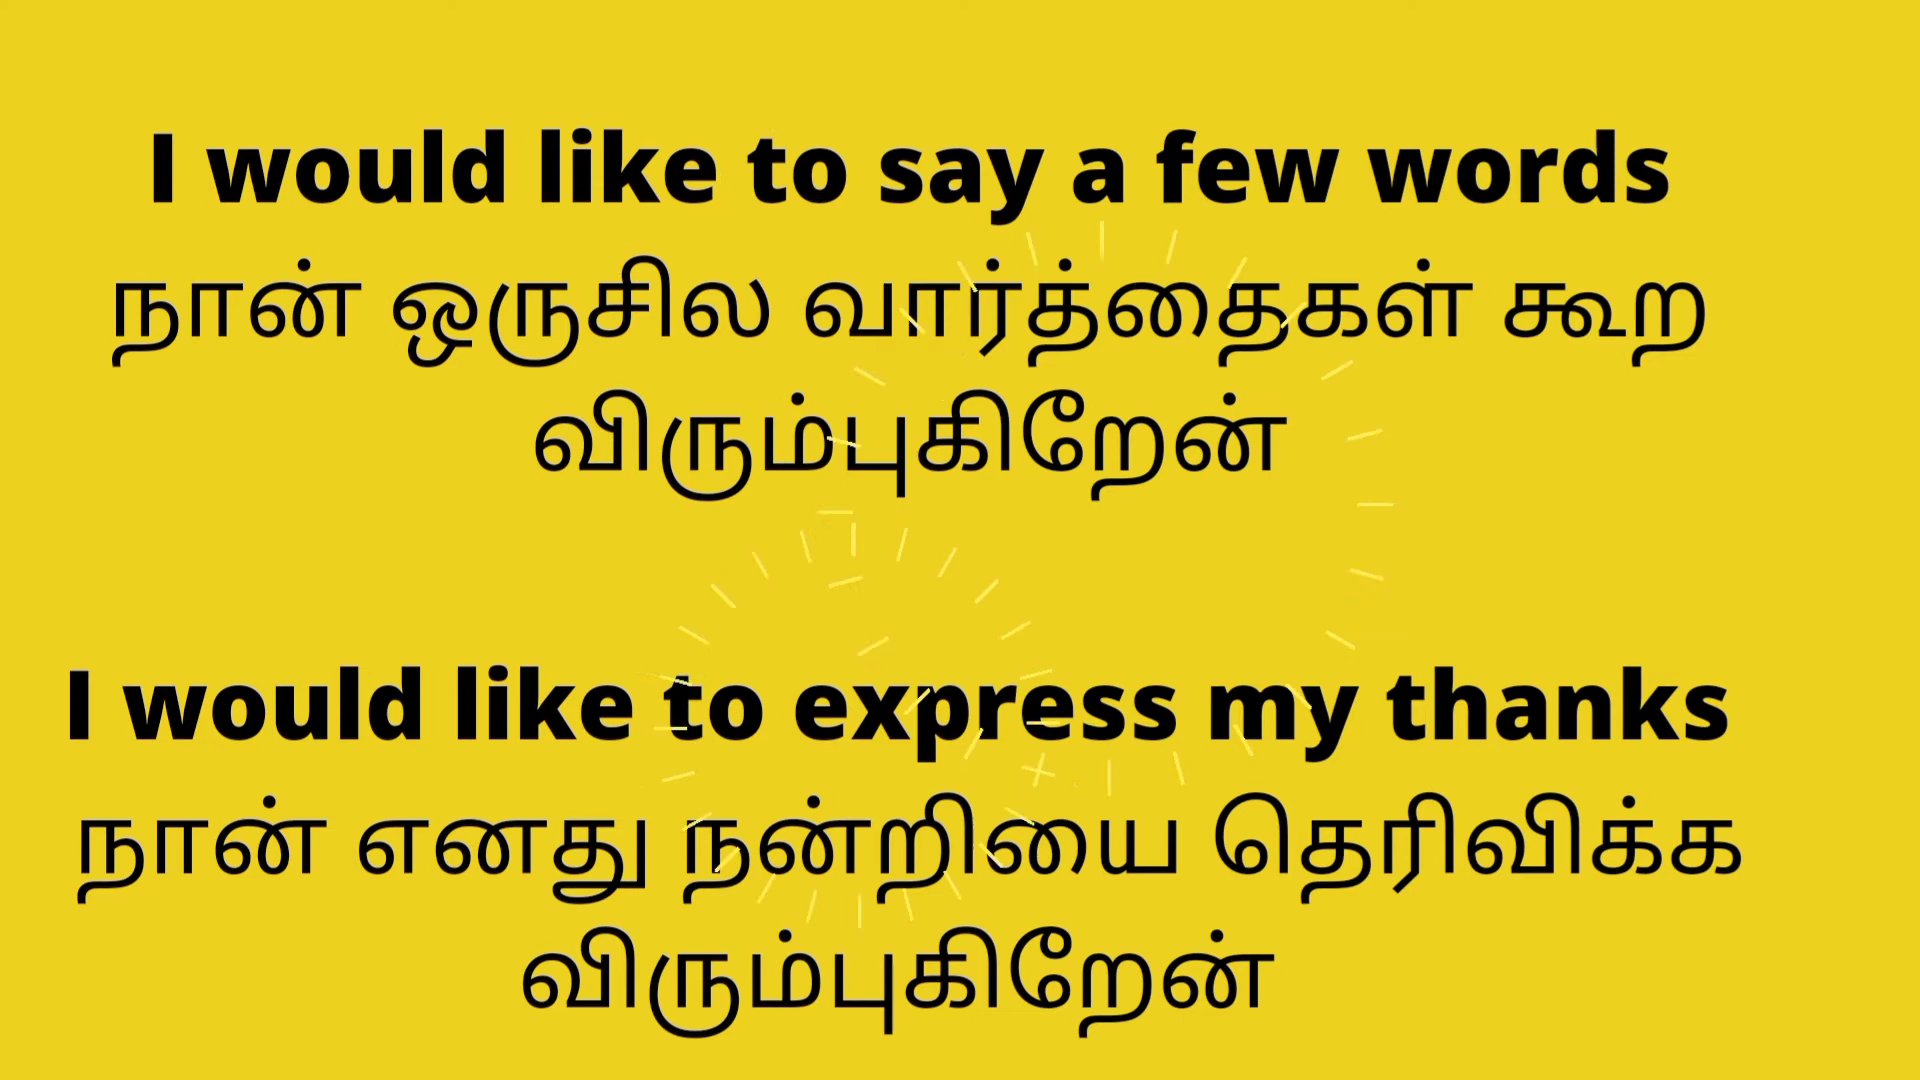 I would like to say a few words
நான் ஒருசில வார்த்தைகள் கூற
விரும்புகிறேன்
I would like to express my thanks
நான் எனது நன்றியை தெரிவிக்க
விரும்புகிறேன்